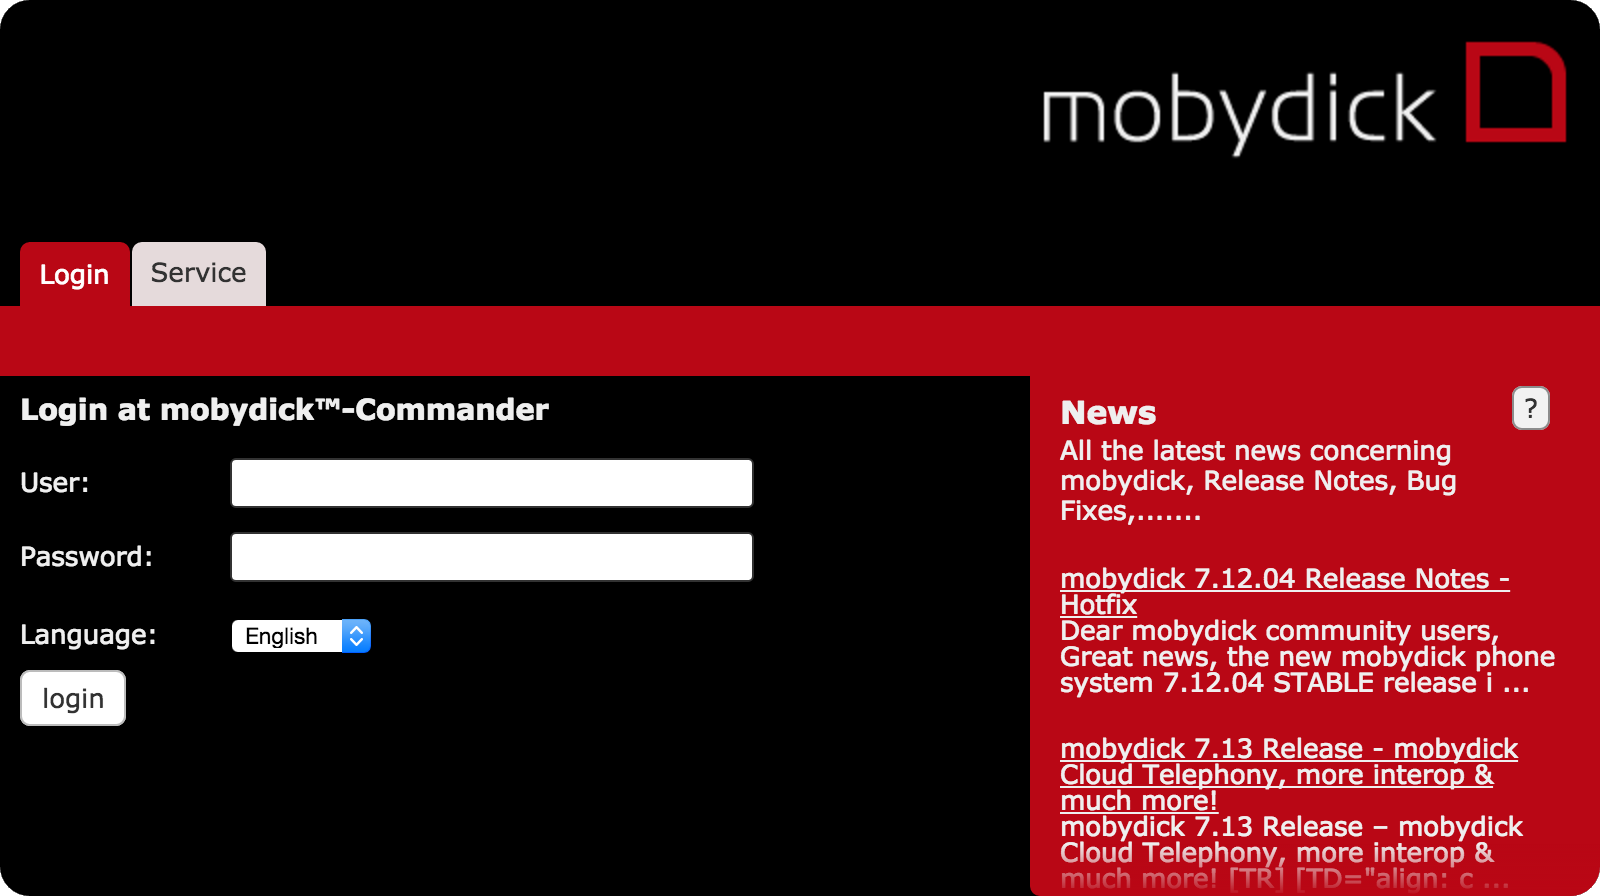 mobydick
Login
Service
Login at mobydick™-Commander
User:
Password:
Language:
English
login
News
?
All the latest news concerning
mobydick, Release Notes, Bug
Fixes,.......
mobydick 7.12.04 Release Notes -
Hotfix
Dear mobydick community users,
Great news, the new mobydick phone
system 7.12.04 STABLE release i ...
mobydick 7.13 Release - mobydick
Cloud Telephony, more interop &
much more!
mobydick 7.13 Release – mobydick
Cloud Telephony, more interop &
much more! [TR] [TD="align: c ...